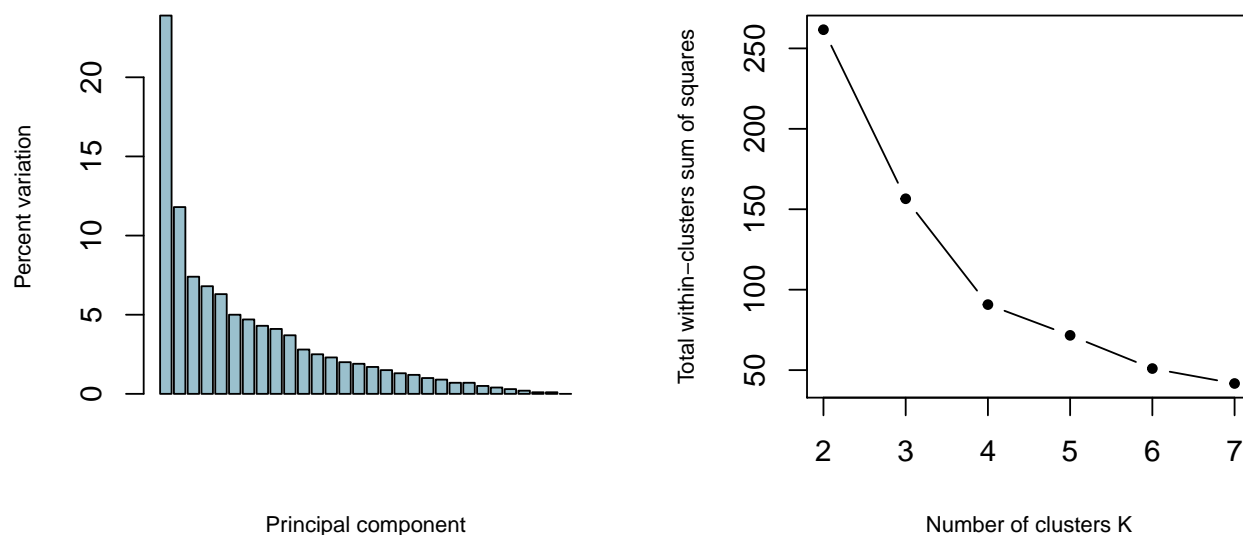 Percent variation
20
15
10
5
0
Principal component
Total within−clusters sum of squares
250
200
150
100
50
2 3 4 5 6 7
Number of clusters K